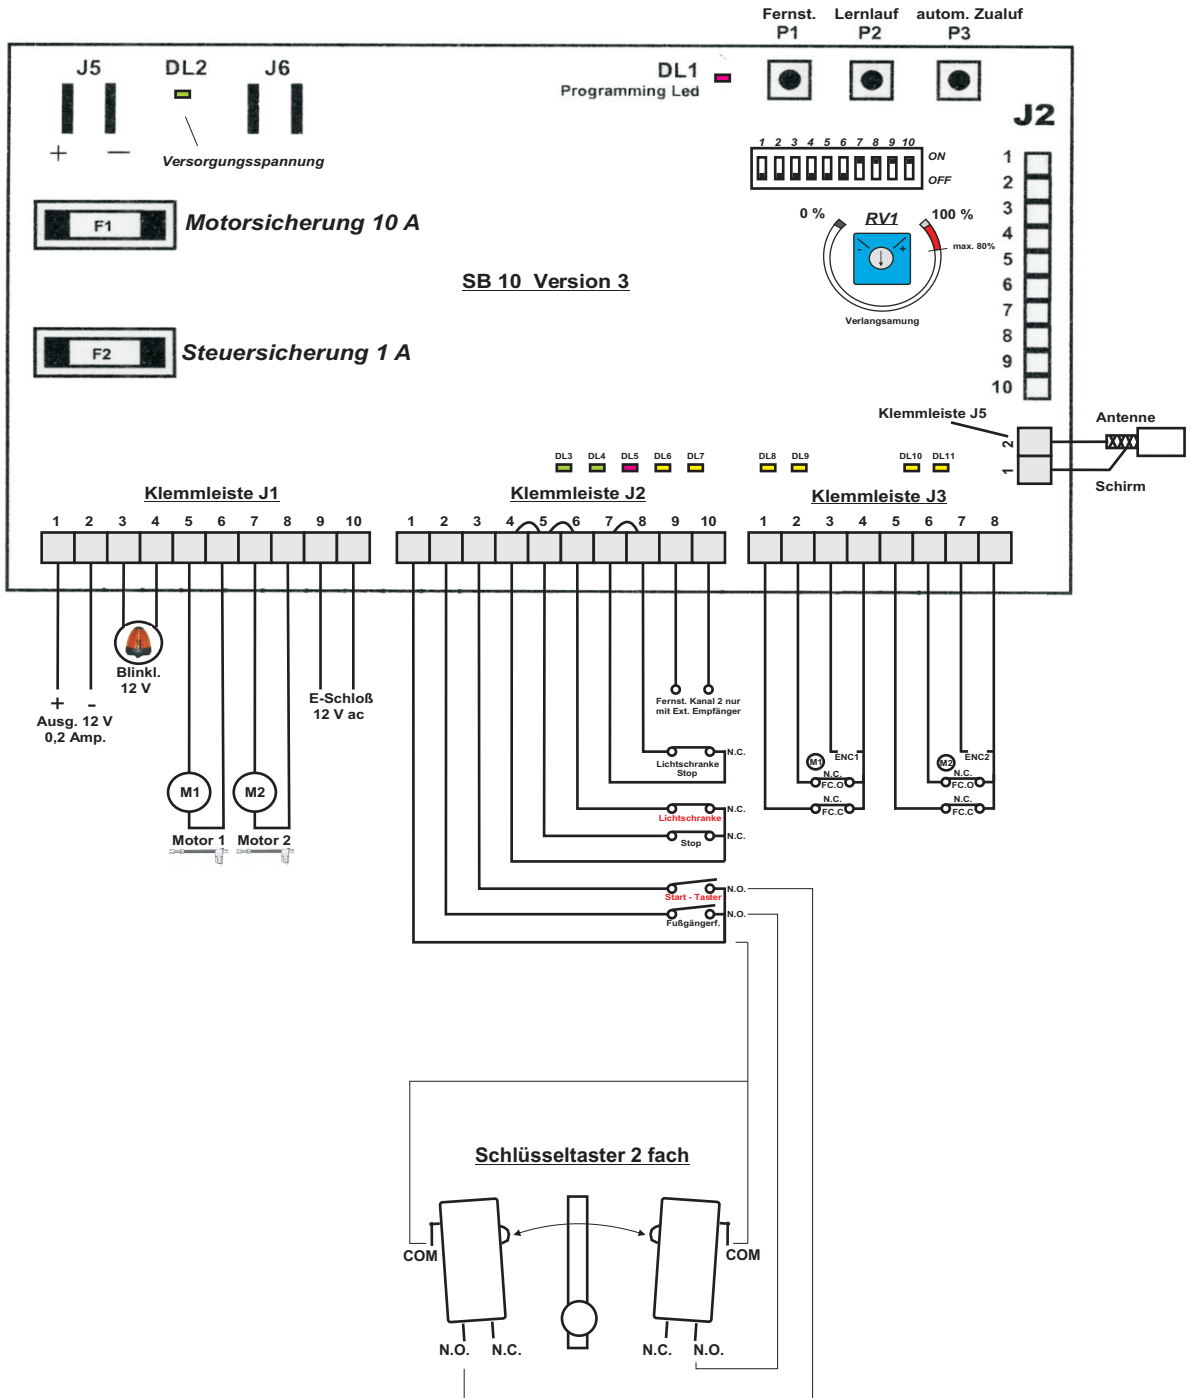 Fernst. Lernlauf autom. Zualuf
P1 P2 P3
J5 DL2 J6
DL1
Programming Led
J2
+ —
Versorgungsspannung
1 2 3 4 5 6 7 8 9 10
ON
OFF
1
2
3
4
5
6
7
8
9
10
F1
Motorsicherung 10 A
0 % RV1 100 %
- +
max. 80%
Verlangsamung
SB 10 Version 3
F2
Steuersicherung 1 A
Klemmleiste J5
2
1
Antenne
Schirm
DL3 DL4 DL5 DL6 DL7 DL8 DL9 DL10 DL11
Klemmleiste J1 Klemmleiste J2 Klemmleiste J3
1 2 3 4 5 6 7 8 9 10
1 2 3 4 5 6 7 8 9 10
1 2 3 4 5 6 7 8
Blinkl.
12 V
+ -
Ausg. 12 V
0,2 Amp.
E-Schloß
12 V ac
Fernst. Kanal 2 nur
mit Ext. Empfänger
M1 M2
Motor 1 Motor 2
N.C.
Lichtschranke
Stop
N.C.
Lichtschranke
N.C.
Stop
N.O.
Start - Taster
N.O.
Fußgängerf.
M1 ENC1
N.C.
FC.O
N.C.
FC.C
M2 ENC2
N.C.
FC.O
N.C.
FC.C
Schlüsseltaster 2 fach
COM COM
N.O. N.C. N.C. N.O.